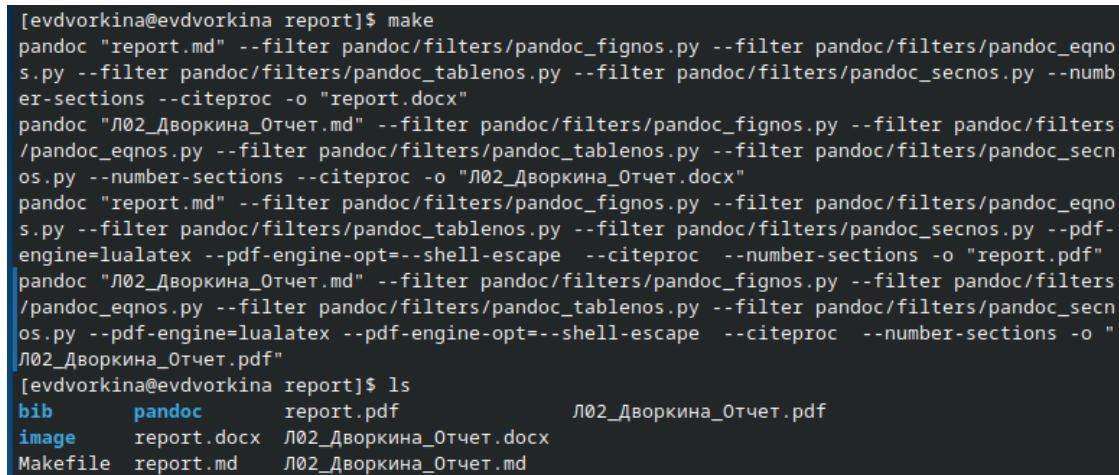 [evdvorkina@evdvorkina report]$ make
pandoc "report.md" --filter pandoc/filters/pandoc_fignos.py --filter pandoc/filters/pandoc_eqno
s.py --filter pandoc/filters/pandoc_tablenos.py --filter pandoc/filters/pandoc_secnos.py --numb
er-sections --citeproc -o "report.docx"
pandoc "Л02_Дворкина_Отчет.md" --filter pandoc/filters/pandoc_fignos.py --filter pandoc/filters
/pandoc_eqnos.py --filter pandoc/filters/pandoc_tablenos.py --filter pandoc/filters/pandoc_secn
os.py --number-sections --citeproc -o "Л02_Дворкина_Отчет.docx"
pandoc "report.md" --filter pandoc/filters/pandoc_fignos.py --filter pandoc/filters/pandoc_eqno
s.py --filter pandoc/filters/pandoc_tablenos.py --filter pandoc/filters/pandoc_secnos.py --pdf-
engine=lualatex --pdf-engine-opt=--shell-escape  --citeproc  --number-sections -o "report.pdf"
pandoc "Л02_Дворкина_Отчет.md" --filter pandoc/filters/pandoc_fignos.py --filter pandoc/filters
/pandoc_eqnos.py --filter pandoc/filters/pandoc_tablenos.py --filter pandoc/filters/pandoc_secn
os.py --pdf-engine=lualatex --pdf-engine-opt=--shell-escape  --citeproc  --number-sections -o "
Л02_Дворкина_Отчет.pdf"
[evdvorkina@evdvorkina report]$ ls
bib       pandoc       report.pdf               Л02_Дворкина_Отчет.pdf
image     report.docx  Л02_Дворкина_Отчет.docx
Makefile  report.md    Л02_Дворкина_Отчет.md